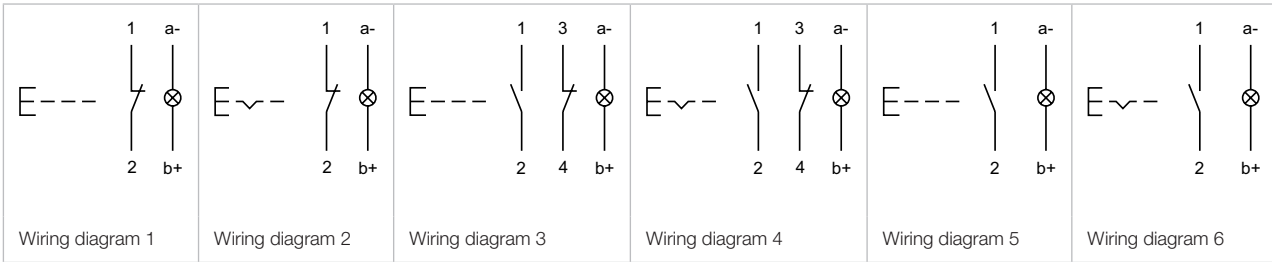 1 a-
2 b+
Wiring diagram 1
1 a-
2 b+
Wiring diagram 2
1 3 a-
2 4 b+
Wiring diagram 3
1 3 a-
2 4 b+
Wiring diagram 4
1 a-
2 b+
Wiring diagram 5
1 a-
2 b+
Wiring diagram 6